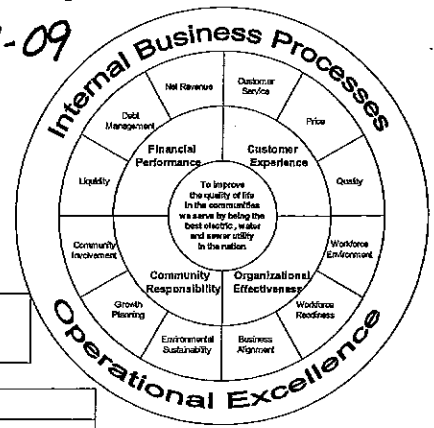 -09
Internal Business Processes
Net Revenue
Customer
Service
Debt
Management
Price
Financial
Performance
Customer
Experience
Liquidity
Quality
To improve
the quality of life
in the communities
we serve by being the
best electric, water
and sewer utility
in the nation
Community
Involvement
Workforce
Environment
Community
Responsibility
Organizational
Effectiveness
Growth
Planning
Workforce
Readiness
Environmental
Sustainability
Business
Alignment
Operational Excellence